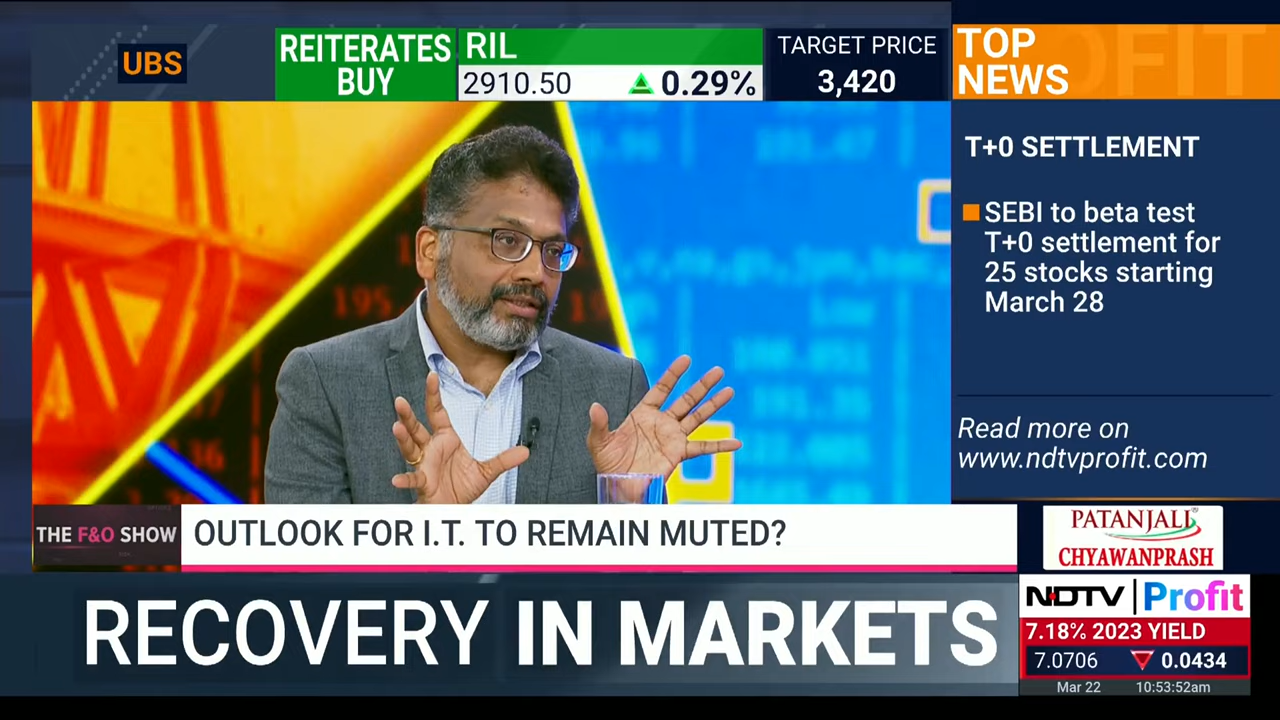 UBS
REITERATES
BUY
RIL
2910.50 ▲ 0.29%
TARGET PRICE
3,420
TOP
NEWS
T+0 SETTLEMENT
SEBI to beta test
T+0 settlement for
25 stocks starting
March 28
Read more on
www.ndtvprofit.com
THE F&O SHOW
OUTLOOK FOR I.T. TO REMAIN MUTED?
PATANJALI
CHYAWANPRASH
RECOVERY IN MARKETS
NDTV | Profit
7.18% 2023 YIELD
7.0706 ▼ 0.0434
Mar 22 10:53:52am